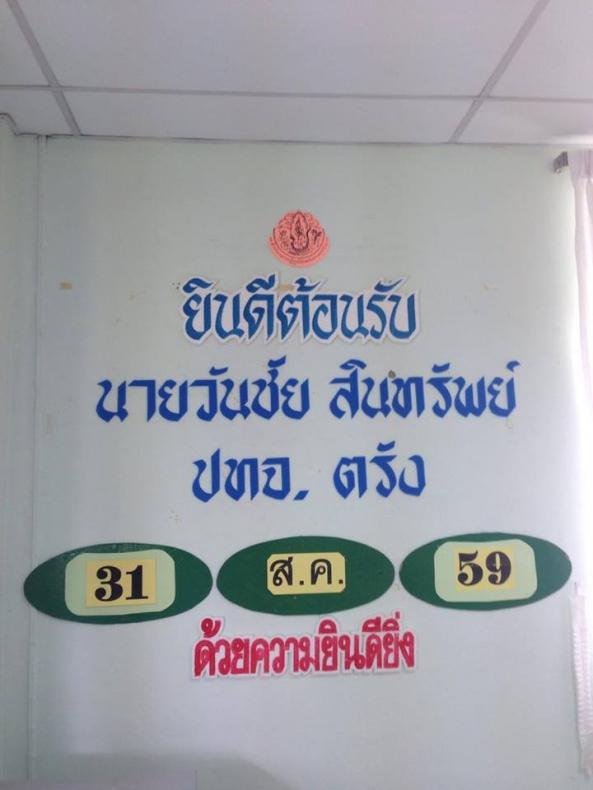 ยินดีต้อนรับ
นายวันชัย สินทรัพย์
ปทจ. ตรัง
31 ส.ค. 59
ด้วยความยินดียิ่ง